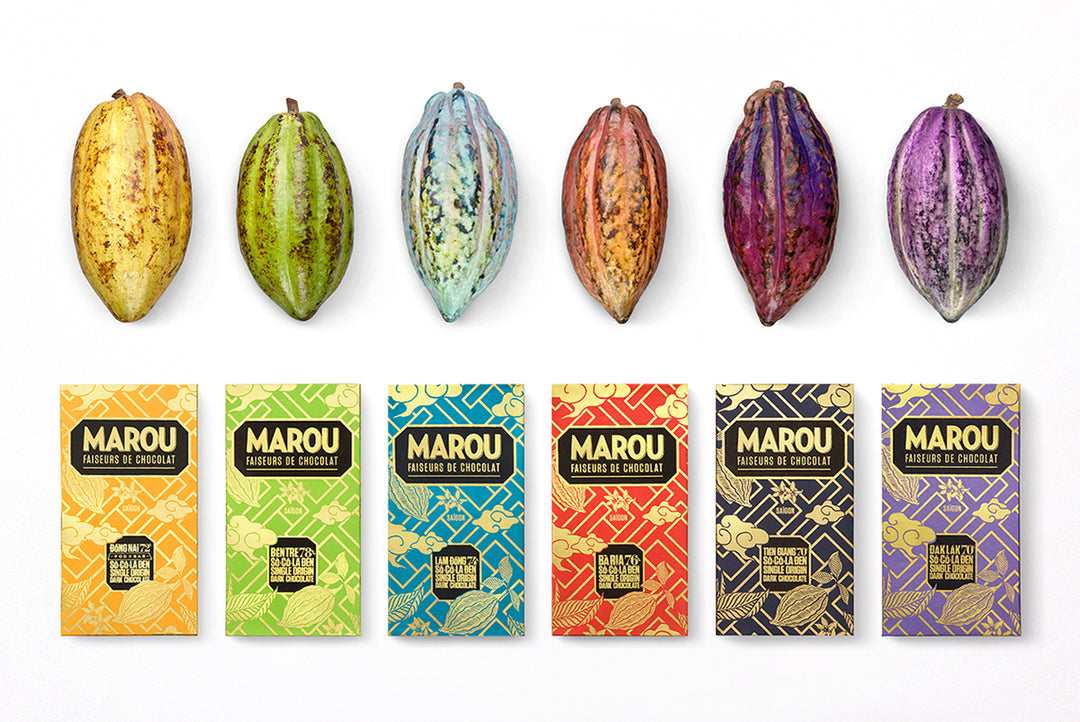 MAROU
FAISEURS DE CHOCOLAT
SAIGON
ĐỒNG NAI 72%
POD BAR
SÔ-CÔ-LA ĐEN
SINGLE ORIGIN
DARK CHOCOLATE
MAROU
FAISEURS DE CHOCOLAT
SAIGON
BẾN TRE 78%
SÔ-CÔ-LA ĐEN
SINGLE ORIGIN
DARK CHOCOLATE
MAROU
FAISEURS DE CHOCOLAT
SAIGON
LÂM ĐỒNG 74%
SÔ-CÔ-LA ĐEN
SINGLE ORIGIN
DARK CHOCOLATE
MAROU
FAISEURS DE CHOCOLAT
SAIGON
BÀ RỊA 76%
SÔ-CÔ-LA ĐEN
SINGLE ORIGIN
DARK CHOCOLATE
MAROU
FAISEURS DE CHOCOLAT
SAIGON
TIỀN GIANG 70%
SÔ-CÔ-LA ĐEN
SINGLE ORIGIN
DARK CHOCOLATE
MAROU
FAISEURS DE CHOCOLAT
SAIGON
ĐẮK LẮK 70%
SÔ-CÔ-LA ĐEN
SINGLE ORIGIN
DARK CHOCOLATE